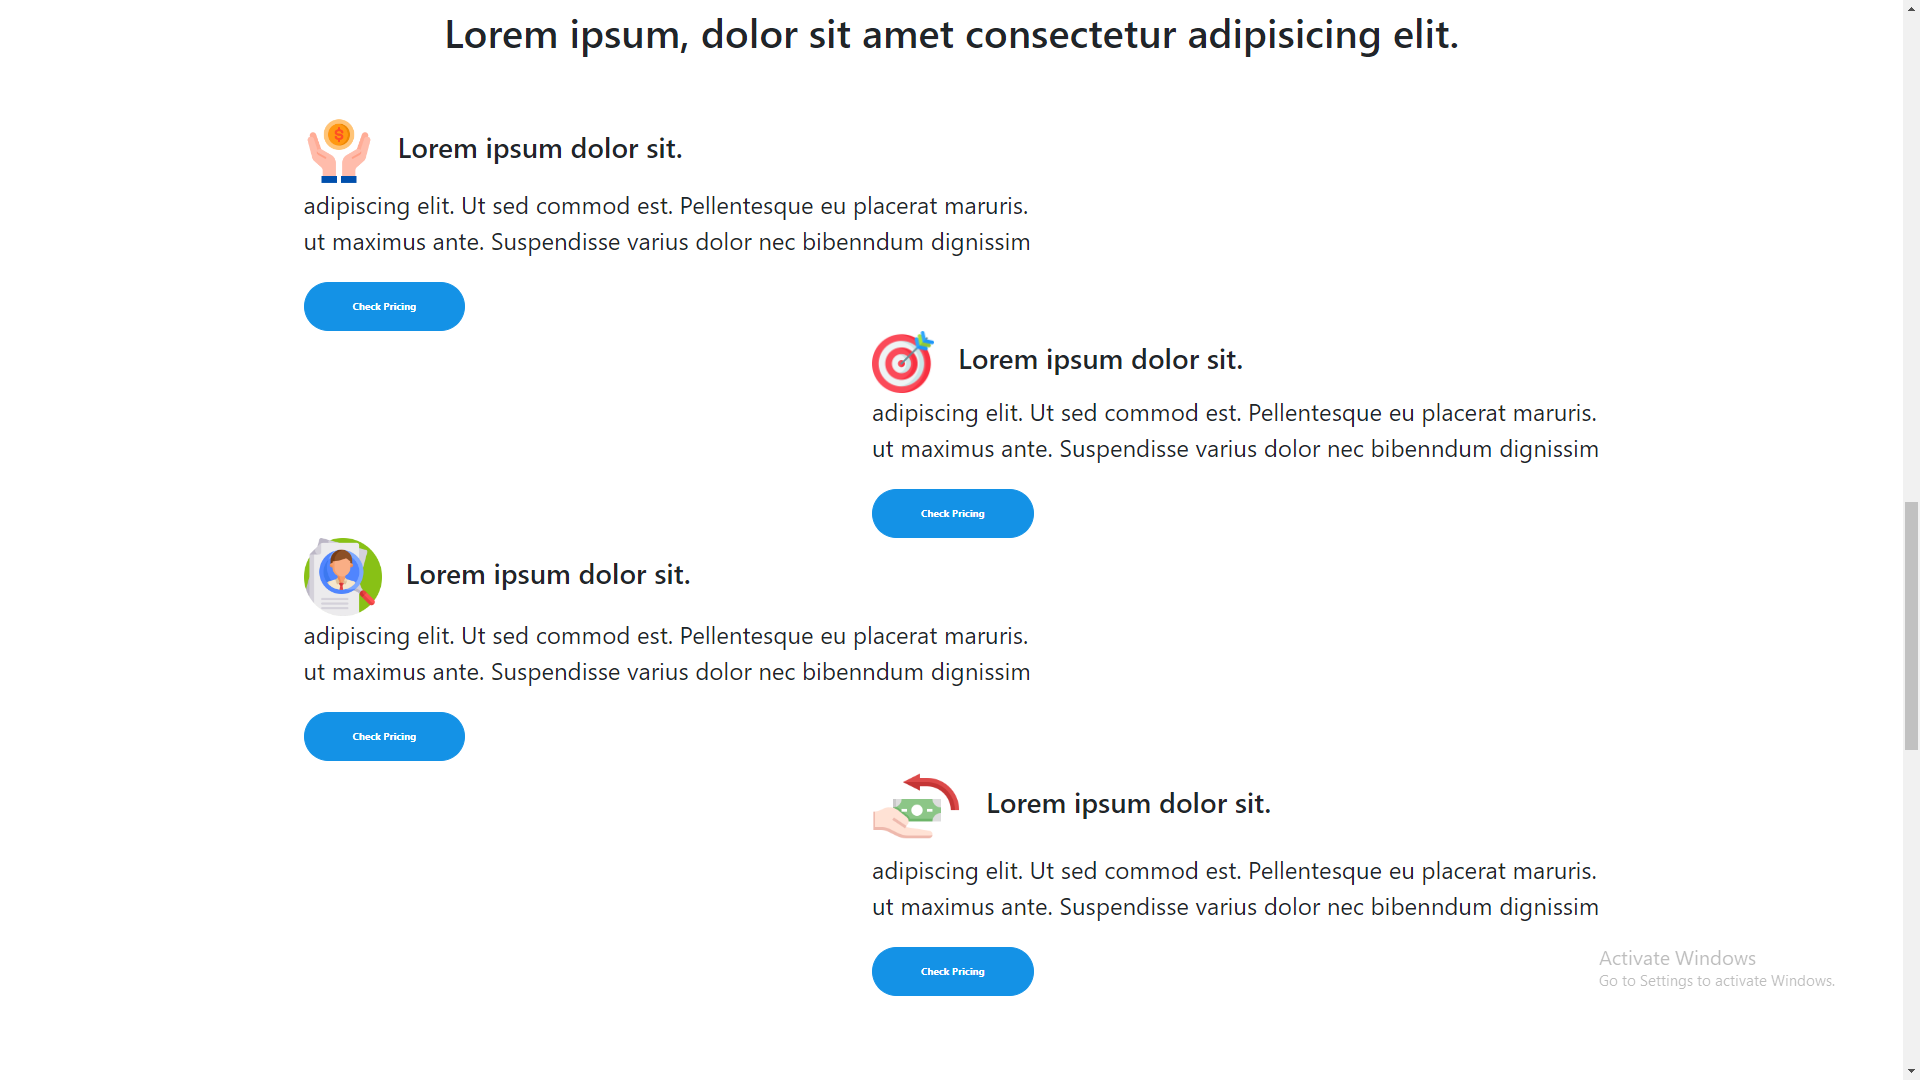 Lorem ipsum, dolor sit amet consectetur adipisicing elit.
$
Lorem ipsum dolor sit.
adipiscing elit. Ut sed commod est. Pellentesque eu placerat maruris.
ut maximus ante. Suspendisse varius dolor nec bibenndum dignissim
Check Pricing
Lorem ipsum dolor sit.
adipiscing elit. Ut sed commod est. Pellentesque eu placerat maruris.
ut maximus ante. Suspendisse varius dolor nec bibenndum dignissim
Check Pricing
Lorem ipsum dolor sit.
adipiscing elit. Ut sed commod est. Pellentesque eu placerat maruris.
ut maximus ante. Suspendisse varius dolor nec bibenndum dignissim
Check Pricing
Lorem ipsum dolor sit.
adipiscing elit. Ut sed commod est. Pellentesque eu placerat maruris.
ut maximus ante. Suspendisse varius dolor nec bibenndum dignissim
Check Pricing
Activate Windows
Go to Settings to activate Windows.